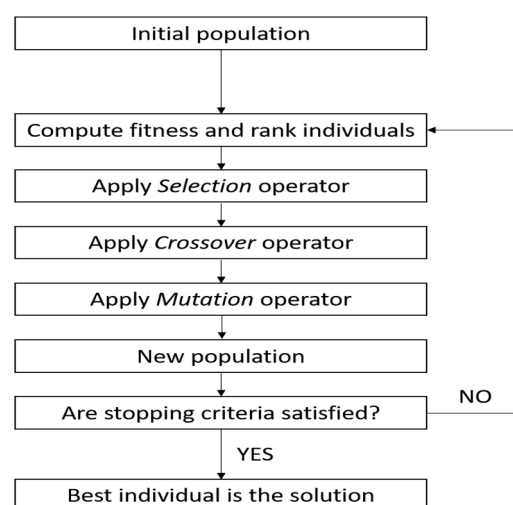 Initial population
Compute fitness and rank individuals
Apply Selection operator
Apply Crossover operator
Apply Mutation operator
New population
Are stopping criteria satisfied?
NO
YES
Best individual is the solution